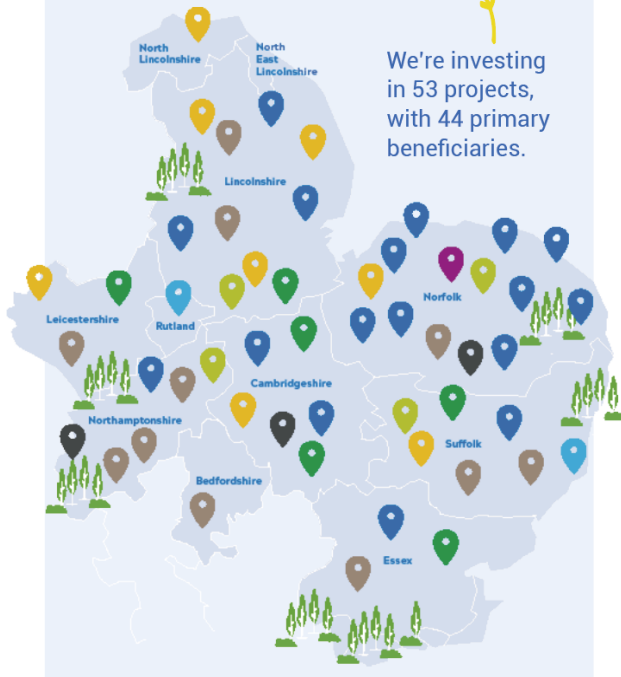 North
Lincolnshire
North
East
Lincolnshire
We're investing
in 53 projects,
with 44 primary
beneficiaries.
Lincolnshire
Norfolk
Leicestershire
Rutland
Cambridgeshire
Northamptonshire
Suffolk
Bedfordshire
Essex